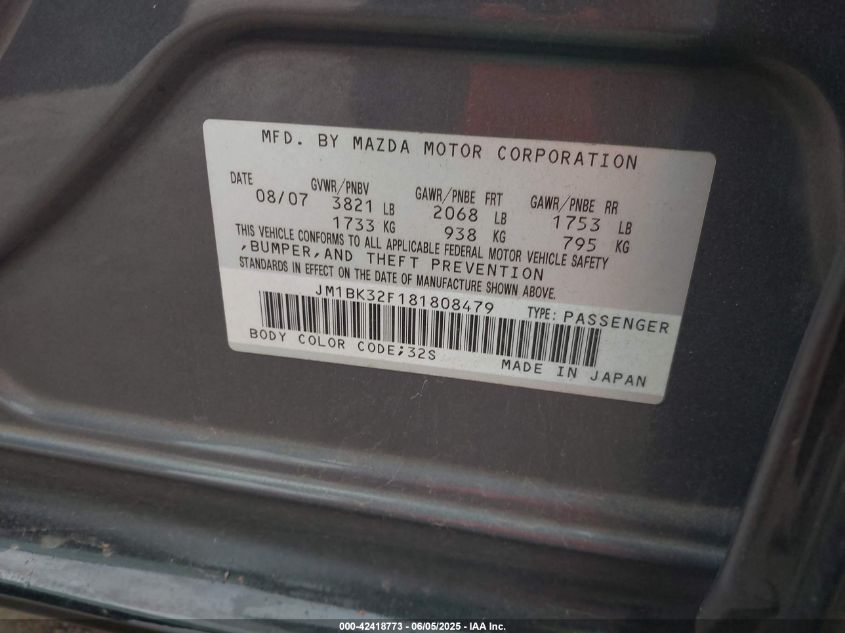 MFD. BY MAZDA MOTOR CORPORATION
DATE GVWR/PNBV GAWR/PNBE FRT GAWR/PNBE RR
08/07 3821 LB 2068 LB 1753 LB
1733 KG 938 KG 795 KG
THIS VEHICLE CONFORMS TO ALL APPLICABLE FEDERAL MOTOR VEHICLE SAFETY
,BUMPER,AND THEFT PREVENTION
STANDARDS IN EFFECT ON THE DATE OF MANUFACTURE SHOWN ABOVE.
JM1BK32F181808479 TYPE: PASSENGER
BODY COLOR CODE;32S MADE IN JAPAN
000-42418773 - 06/05/2025 - IAA Inc.